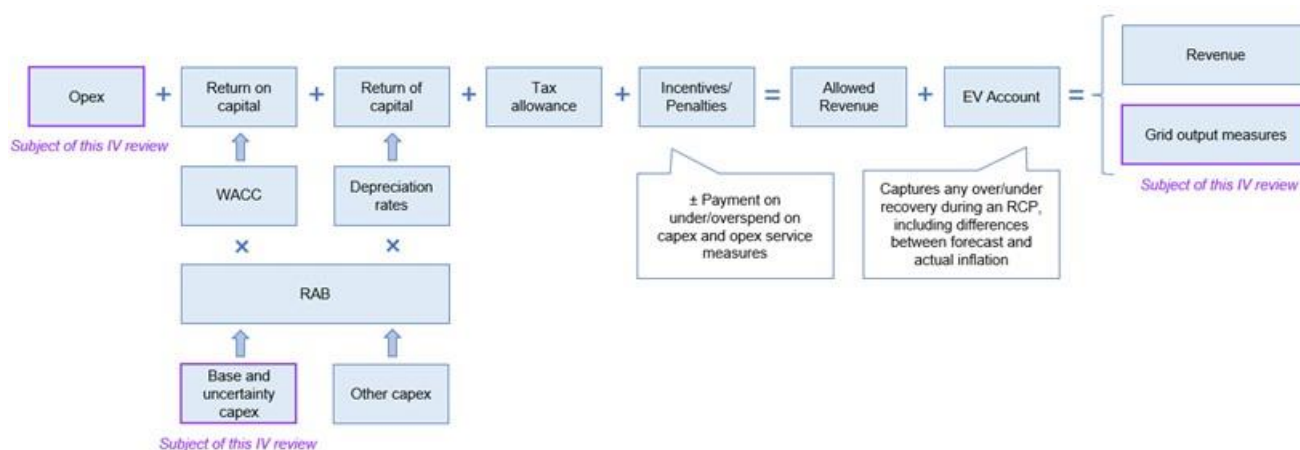 Opex
+
Return on
capital
+
Return of
capital
+
Tax
allowance
+
Incentives/
Penalties
=
Allowed
Revenue
+
EV Account
=
Revenue
Grid output measures
Subject of this IV review
Subject of this IV review
WACC
Depreciation
rates
± Payment on
under/overspend on
capex and opex service
measures
Captures any over/under
recovery during an RCP,
including differences
between forecast and
actual inflation
×
×
RAB
Base and
uncertainty
capex
Other capex
Subject of this IV review